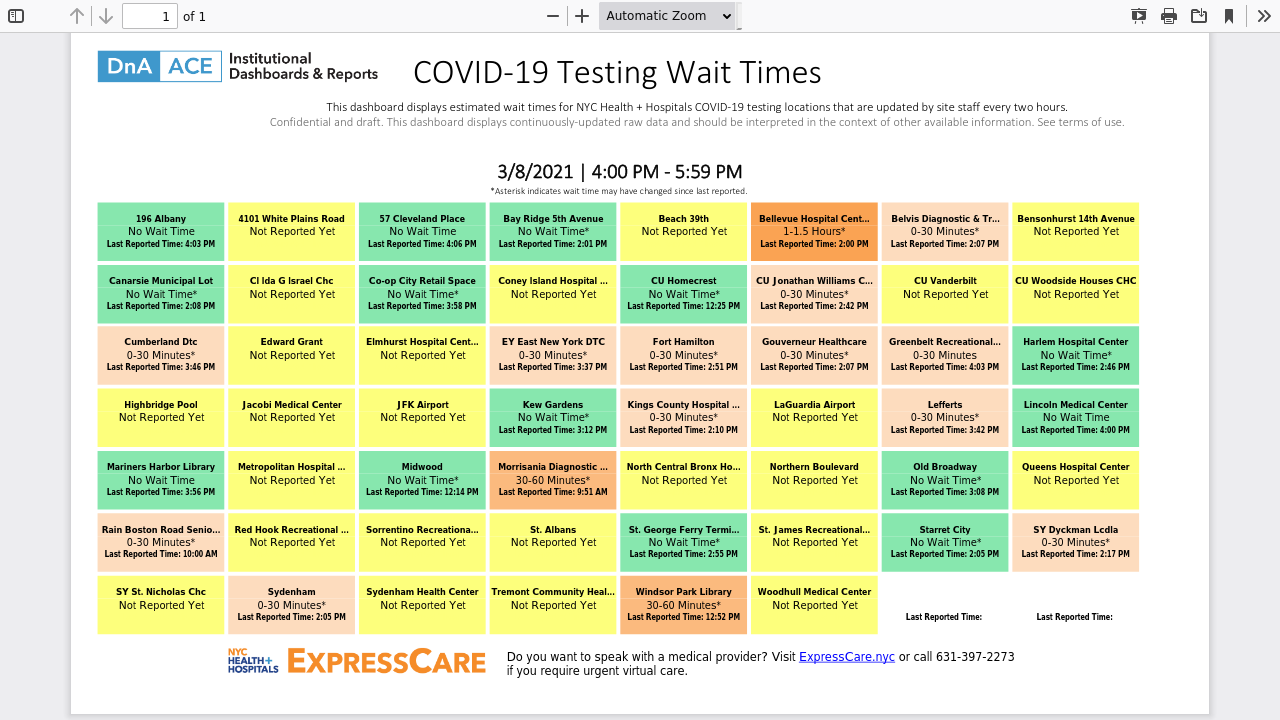 1 of 1
Automatic Zoom
DnA ACE Institutional
Dashboards & Reports
COVID-19 Testing Wait Times
This dashboard displays estimated wait times for NYC Health + Hospitals COVID-19 testing locations that are updated by site staff every two hours.
Confidential and draft. This dashboard displays continuously-updated raw data and should be interpreted in the context of other available information. See terms of use.
3/8/2021 | 4:00 PM - 5:59 PM
*Asterisk indicates wait time may have changed since last reported.
196 Albany
No Wait Time
Last Reported Time: 4:03 PM
4101 White Plains Road
Not Reported Yet
57 Cleveland Place
No Wait Time
Last Reported Time: 4:06 PM
Bay Ridge 5th Avenue
No Wait Time*
Last Reported Time: 2:01 PM
Beach 39th
Not Reported Yet
Bellevue Hospital Cent...
1-1.5 Hours*
Last Reported Time: 2:00 PM
Belvis Diagnostic & Tr...
0-30 Minutes*
Last Reported Time: 2:07 PM
Bensonhurst 14th Avenue
Not Reported Yet
Canarsie Municipal Lot
No Wait Time*
Last Reported Time: 2:08 PM
CI Ida G Israel Chc
Not Reported Yet
Co-op City Retail Space
No Wait Time*
Last Reported Time: 3:58 PM
Coney Island Hospital ...
Not Reported Yet
CU Homecrest
No Wait Time*
Last Reported Time: 12:25 PM
CU Jonathan Williams C...
0-30 Minutes*
Last Reported Time: 2:42 PM
CU Vanderbilt
Not Reported Yet
CU Woodside Houses CHC
Not Reported Yet
Cumberland Dtc
0-30 Minutes*
Last Reported Time: 3:46 PM
Edward Grant
Not Reported Yet
Elmhurst Hospital Cent...
Not Reported Yet
EY East New York DTC
0-30 Minutes*
Last Reported Time: 3:37 PM
Fort Hamilton
0-30 Minutes*
Last Reported Time: 2:51 PM
Gouverneur Healthcare
0-30 Minutes*
Last Reported Time: 2:07 PM
Greenbelt Recreational...
0-30 Minutes
Last Reported Time: 4:03 PM
Harlem Hospital Center
No Wait Time*
Last Reported Time: 2:46 PM
Highbridge Pool
Not Reported Yet
Jacobi Medical Center
Not Reported Yet
JFK Airport
Not Reported Yet
Kew Gardens
No Wait Time*
Last Reported Time: 3:12 PM
Kings County Hospital ...
0-30 Minutes*
Last Reported Time: 2:10 PM
LaGuardia Airport
Not Reported Yet
Lefferts
0-30 Minutes*
Last Reported Time: 3:42 PM
Lincoln Medical Center
No Wait Time
Last Reported Time: 4:00 PM
Mariners Harbor Library
No Wait Time
Last Reported Time: 3:56 PM
Metropolitan Hospital ...
Not Reported Yet
Midwood
No Wait Time*
Last Reported Time: 12:14 PM
Morrisania Diagnostic ...
30-60 Minutes*
Last Reported Time: 9:51 AM
North Central Bronx Ho...
Not Reported Yet
Northern Boulevard
Not Reported Yet
Old Broadway
No Wait Time*
Last Reported Time: 3:08 PM
Queens Hospital Center
Not Reported Yet
Rain Boston Road Senio...
0-30 Minutes*
Last Reported Time: 10:00 AM
Red Hook Recreational ...
Not Reported Yet
Sorrentino Recreationa...
Not Reported Yet
St. Albans
Not Reported Yet
St. George Ferry Termi...
No Wait Time*
Last Reported Time: 2:55 PM
St. James Recreational...
Not Reported Yet
Starret City
No Wait Time*
Last Reported Time: 2:05 PM
SY Dyckman Lcdla
0-30 Minutes*
Last Reported Time: 2:17 PM
SY St. Nicholas Chc
Not Reported Yet
Sydenham
0-30 Minutes*
Last Reported Time: 2:05 PM
Sydenham Health Center
Not Reported Yet
Tremont Community Heal...
Not Reported Yet
Windsor Park Library
30-60 Minutes*
Last Reported Time: 12:52 PM
Woodhull Medical Center
Not Reported Yet
Last Reported Time:
Last Reported Time:
NYC
HEALTH+
HOSPITALS
EXPRESSCARE
Do you want to speak with a medical provider? Visit ExpressCare.nyc or call 631-397-2273
if you require urgent virtual care.